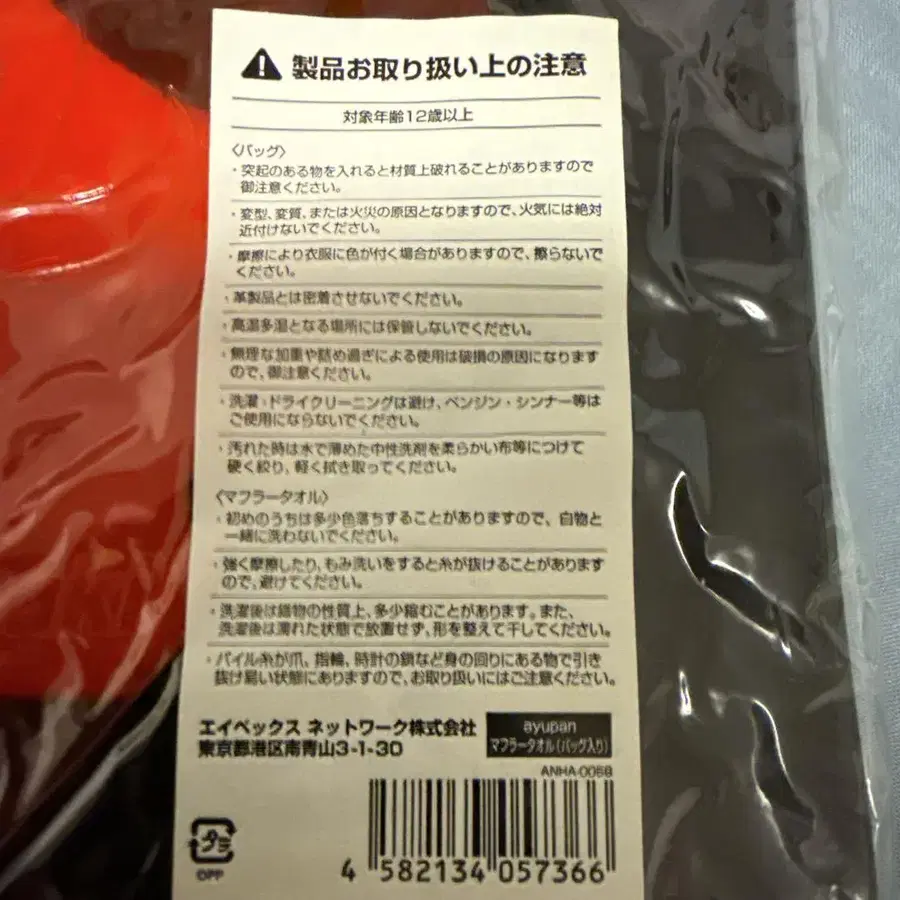 製品お取り扱い上の注意
対象年齢12歳以上
〈バッグ〉
・突起のある物を入れると材質上破れることがありますので
御注意ください。
・変型、変質、または火災の原因となりますので、火気には絶対
近付けないでください。
・摩擦により衣服に色が付く場合がありますので、擦らないで
ください。
・革製品とは密着させないでください。
・高温多湿となる場所には保管しないでください。
・無理な加重や詰め過ぎによる使用は破損の原因になります
ので、御注意ください。
・洗濯・ドライクリーニングは避け、ベンジン・シンナー等は
ご使用にならないでください。
・汚れた時は水で薄めた中性洗剤を柔らかい布等につけて
硬く絞り、軽く拭き取ってください。
〈マフラータオル〉
・初めのうちは多少色落ちすることがありますので、白物と
一緒に洗わないでください。
・強く摩擦したり、もみ洗いをすると糸が抜けることがあります
ので、避けてください。
・洗濯後は織物の性質上、多少縮むことがあります。また、
洗濯後は濡れた状態で放置せず、形を整えて干してください。
・パイル糸が爪、指輪、時計の鎖など身の回りにある物で引き
抜け易い状態にありますので、お取り扱いにはご注意ください。
エイベックス ネットワーク株式会社
東京都港区南青山3-1-30
ayupan
マフラータオル(バッグ入り)
ANHA-0058
プラ
OPP
4 582134 057366